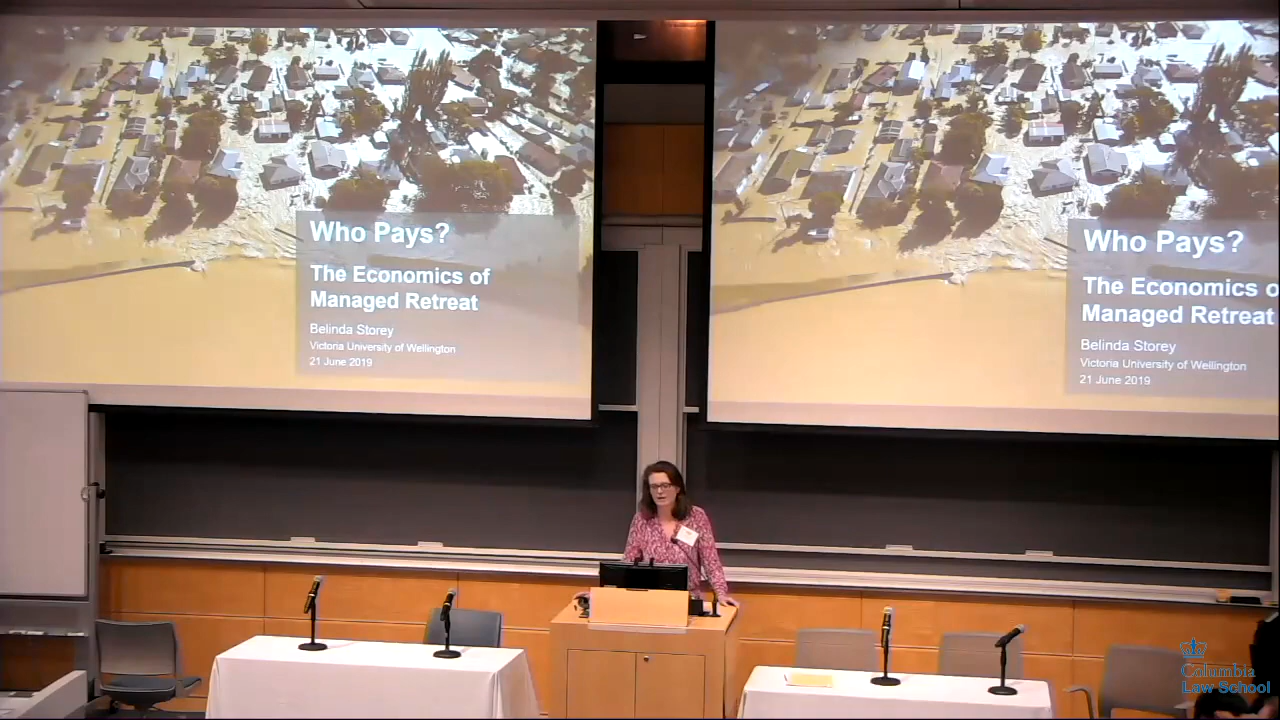 Who Pays?
The Economics of
Managed Retreat
Belinda Storey
Victoria University of Wellington
21 June 2019
Who Pays?
The Economics o
Managed Retreat
Belinda Storey
Victoria University of Wellington
21 June 2019
Columbia
Law School